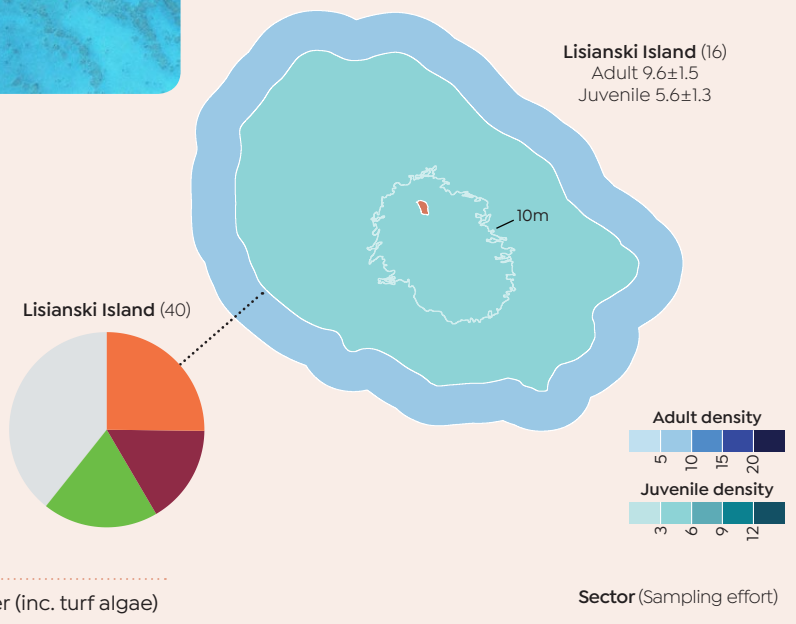 Lisianski Island (16)
Adult 9.6±1.5
Juvenile 5.6±1.3
10m
Lisianski Island (40)
Adult density
5 10 15 20
Juvenile density
3 6 9 12
(inc. turf algae)
Sector (Sampling effort)